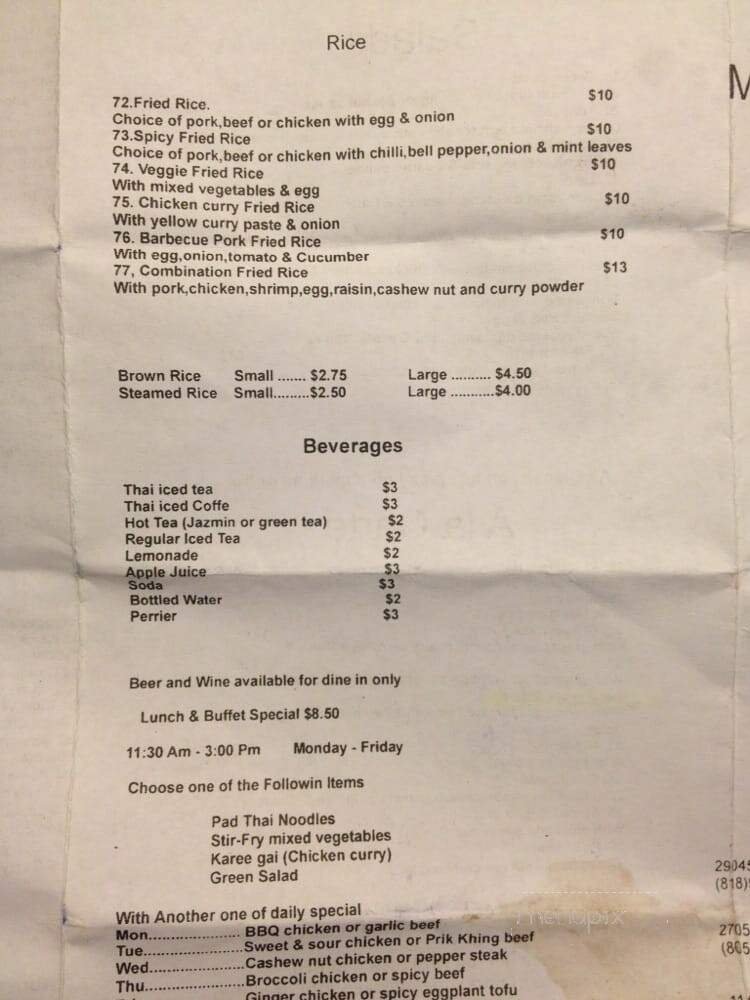 Rice
72.Fried Rice. $10
Choice of pork,beef or chicken with egg & onion
73.Spicy Fried Rice $10
Choice of pork,beef or chicken with chilli,bell pepper,onion & mint leaves
74. Veggie Fried Rice $10
With mixed vegetables & egg
75. Chicken curry Fried Rice $10
With yellow curry paste & onion
76. Barbecue Pork Fried Rice $10
With egg,onion,tomato & Cucumber
77, Combination Fried Rice $13
With pork,chicken,shrimp,egg,raisin,cashew nut and curry powder
Brown Rice Small ....... $2.75 Large .......... $4.50
Steamed Rice Small.........$2.50 Large ...........$4.00
Beverages
Thai iced tea $3
Thai iced Coffe $3
Hot Tea (Jazmin or green tea) $2
Regular Iced Tea $2
Lemonade $2
Apple Juice $3
Soda $3
Bottled Water $2
Perrier $3
Beer and Wine available for dine in only
Lunch & Buffet Special $8.50
11:30 Am - 3:00 Pm Monday - Friday
Choose one of the Followin Items
Pad Thai Noodles
Stir-Fry mixed vegetables
Karee gai (Chicken curry)
Green Salad
With Another one of daily special
Mon..................... BBQ chicken or garlic beef
Tue......................Sweet & sour chicken or Prik Khing beef
Wed......................Cashew nut chicken or pepper steak
Thu......................Broccoli chicken or spicy beef
Ginger chicken or spicy eggplant tofu
M
29045
(818)
2705
(805
menupix